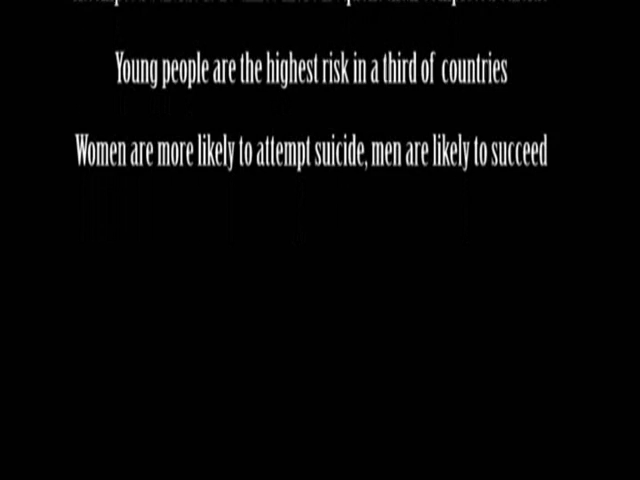 Young people are the highest risk in a third of countries
Women are more likely to attempt suicide, men are likely to succeed